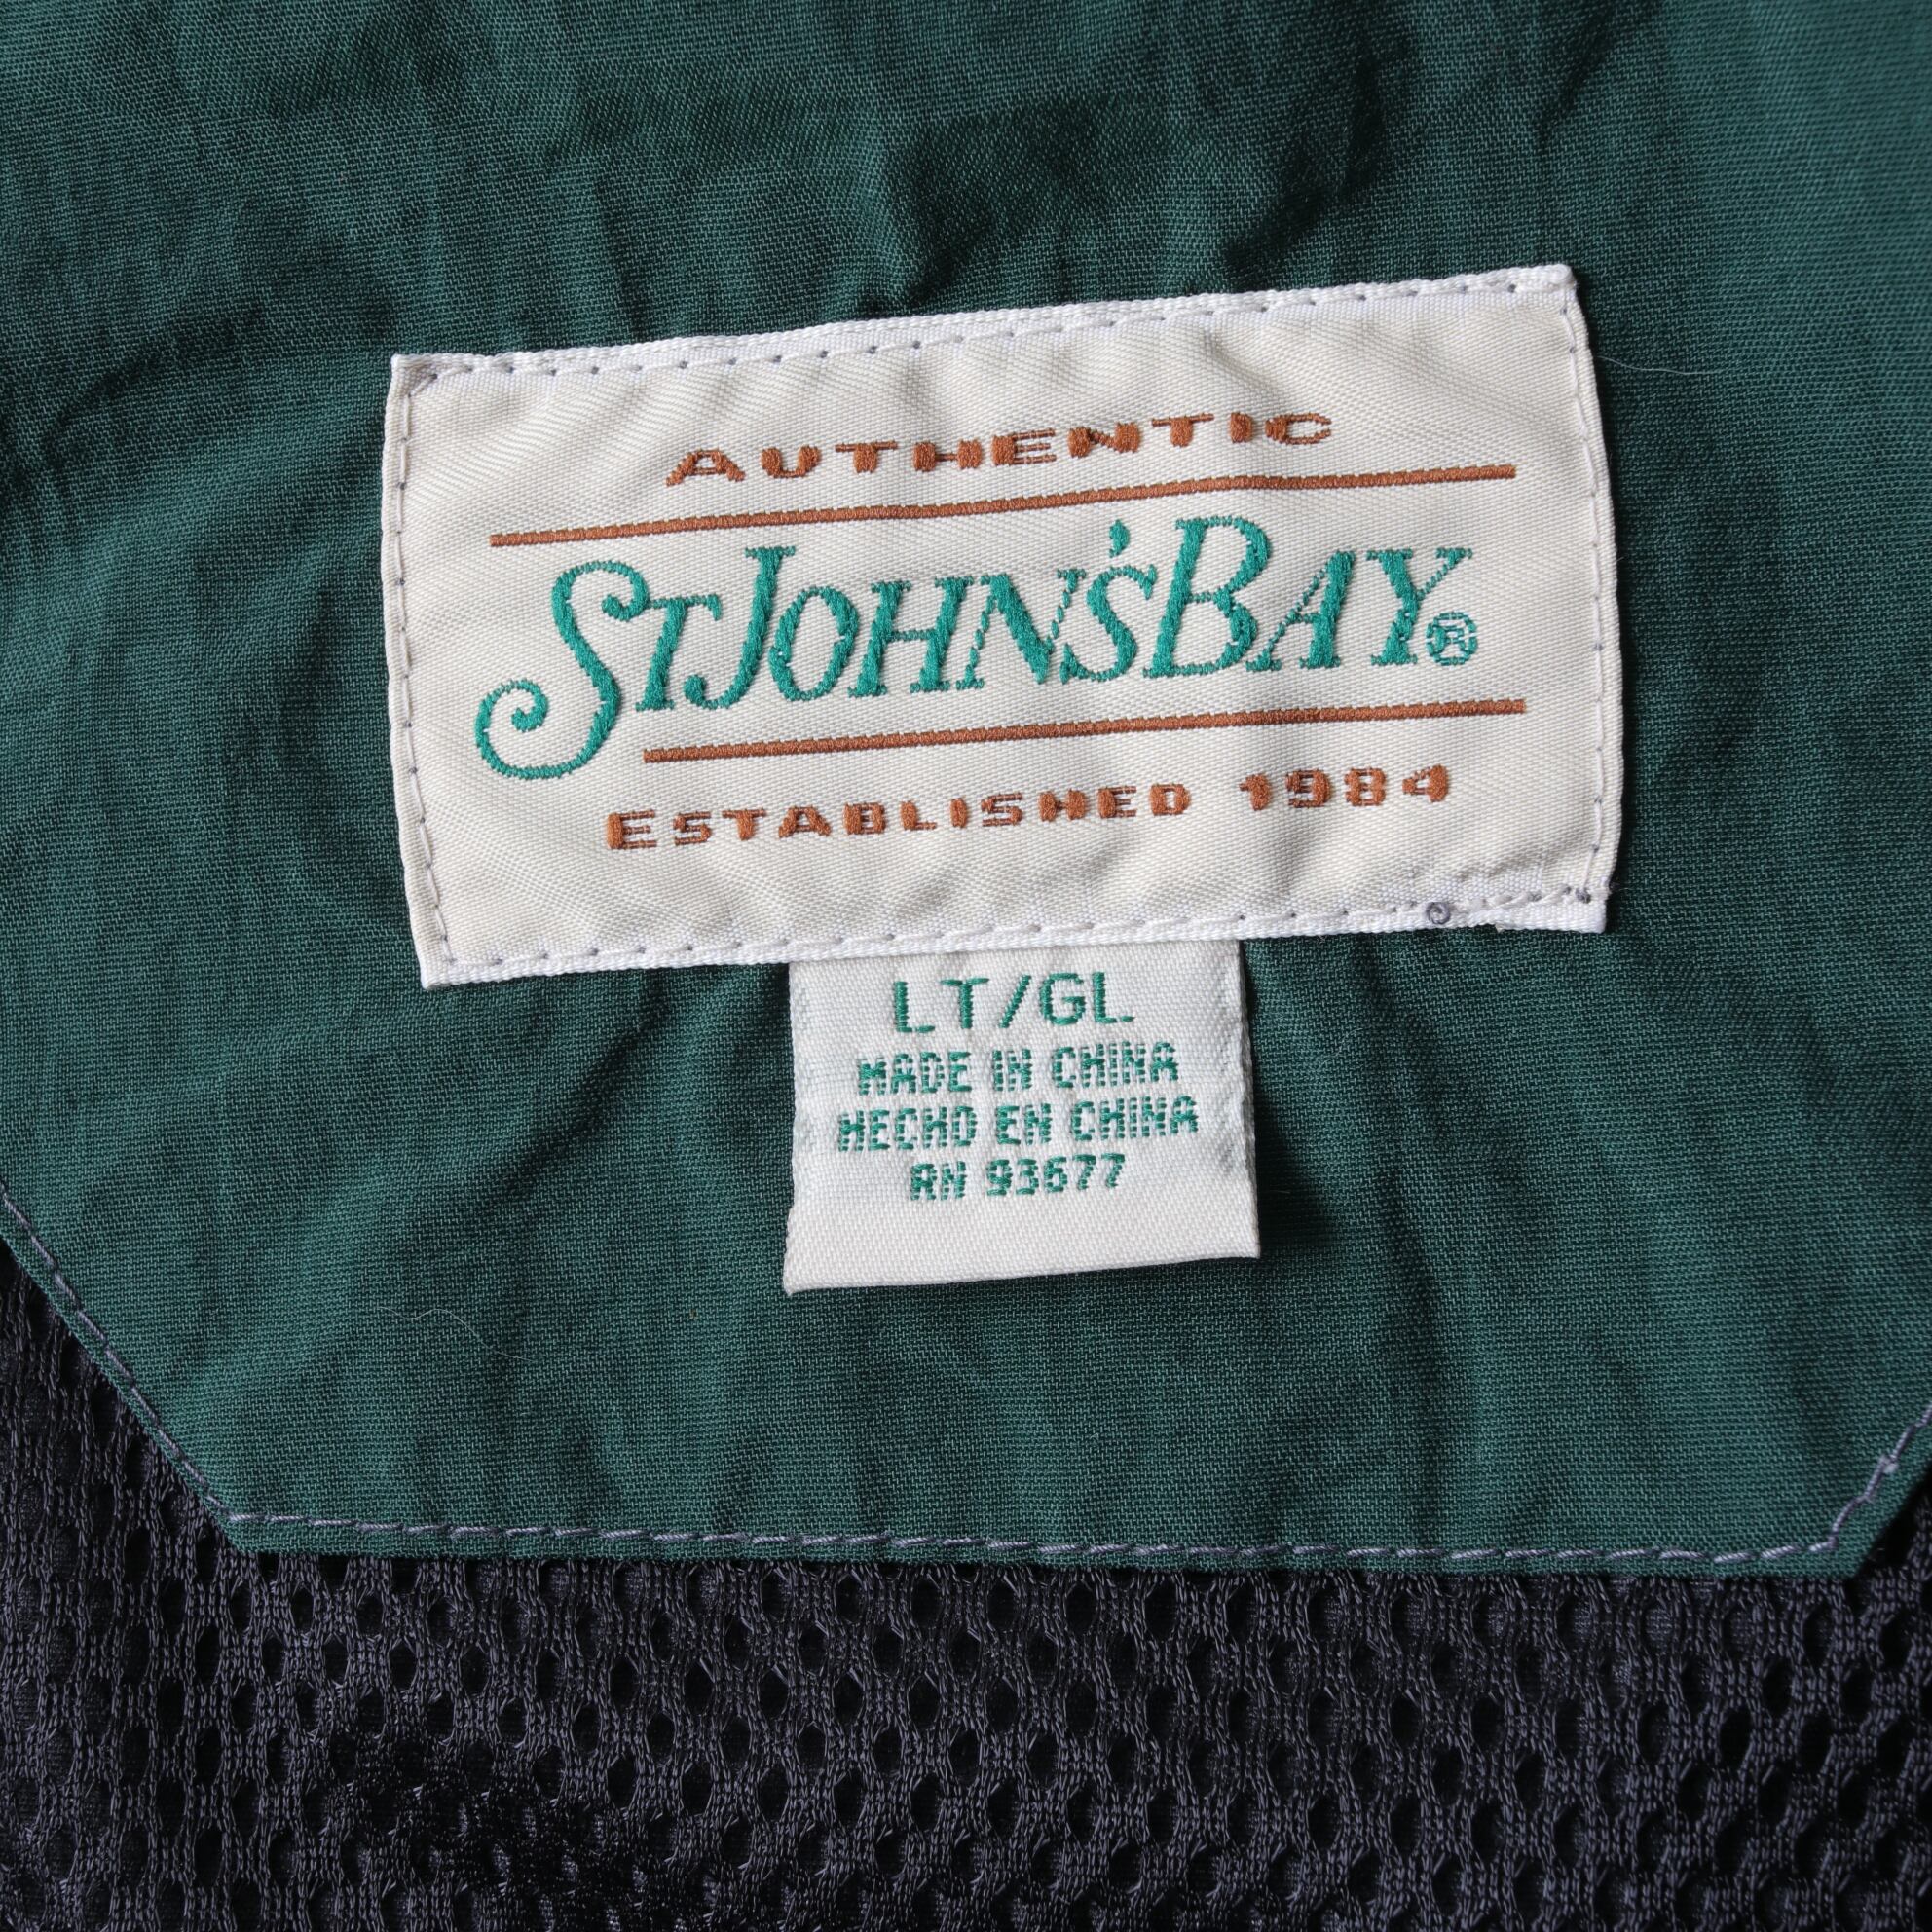 AUTHENTIC
ST JOHN'S BAY®
ESTABLISHED 1984
LT/GL
MADE IN CHINA
HECHO EN CHINA
RN 93677